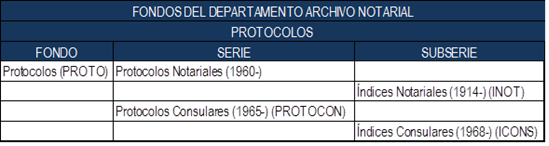 FONDOS DEL DEPARTAMENTO ARCHIVO NOTARIAL
PROTOCOLOS
FONDO SERIE SUBSERIE
Protocolos (PROTO) Protocolos Notariales (1960-)
Índices Notariales (1914-) (INOT)
Protocolos Consulares (1965-) (PROTOCON)
Índices Consulares (1968-) (ICONS)